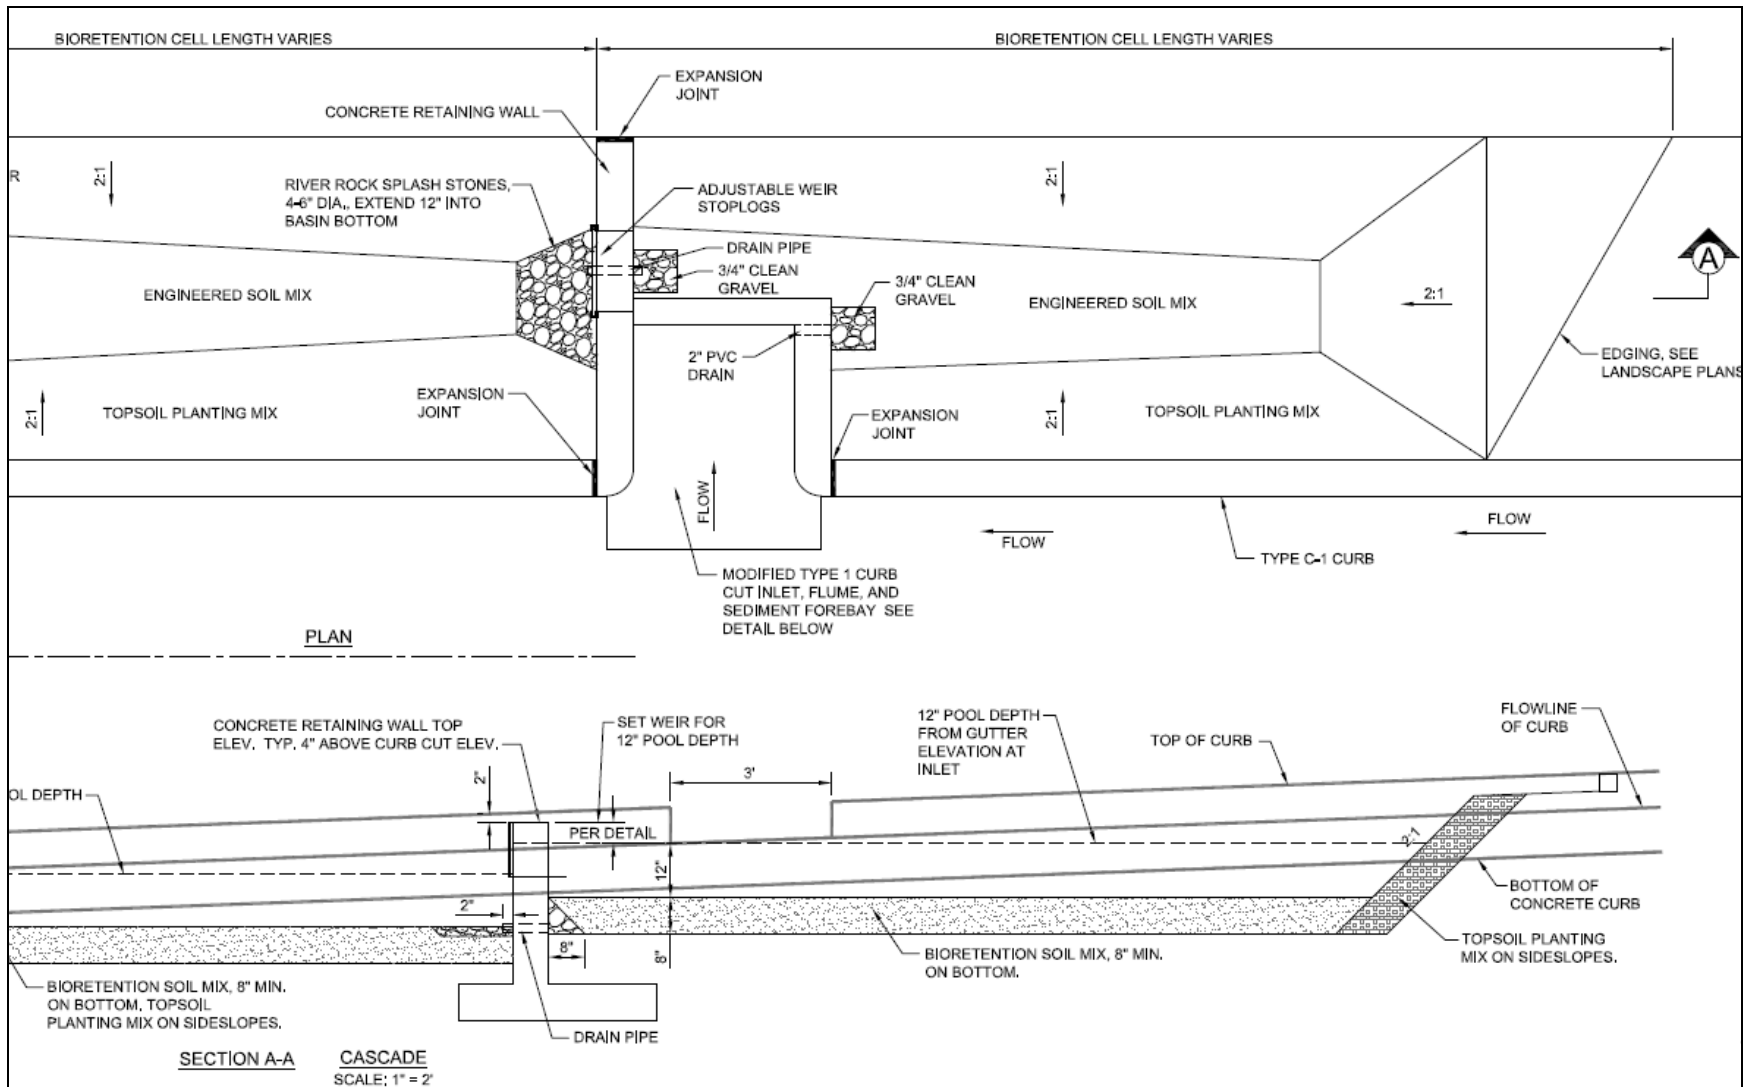 BIORETENTION CELL LENGTH VARIES
BIORETENTION CELL LENGTH VARIES
EXPANSION
JOINT
CONCRETE RETAINING WALL
R
2:1
RIVER ROCK SPLASH STONES,
4-6" DIA., EXTEND 12" INTO
BASIN BOTTOM
ADJUSTABLE WEIR
STOPLOGS
2:1
DRAIN PIPE
3/4" CLEAN
GRAVEL
3/4" CLEAN
GRAVEL
A
ENGINEERED SOIL MIX
ENGINEERED SOIL MIX
2:1
2" PVC
DRAIN
EDGING, SEE
LANDSCAPE PLANS
2:1
TOPSOIL PLANTING MIX
EXPANSION
JOINT
EXPANSION
JOINT
2:1
TOPSOIL PLANTING MIX
FLOW
FLOW
FLOW
TYPE C-1 CURB
MODIFIED TYPE 1 CURB
CUT INLET, FLUME, AND
SEDIMENT FOREBAY SEE
DETAIL BELOW
PLAN
CONCRETE RETAINING WALL TOP
ELEV. TYP. 4" ABOVE CURB CUT ELEV.
SET WEIR FOR
12" POOL DEPTH
12" POOL DEPTH
FROM GUTTER
ELEVATION AT
INLET
TOP OF CURB
FLOWLINE
OF CURB
2"
3'
OL DEPTH
PER DETAIL
2:1
12"
2"
8"
8"
BOTTOM OF
CONCRETE CURB
BIORETENTION SOIL MIX, 8" MIN.
ON BOTTOM.
TOPSOIL PLANTING
MIX ON SIDESLOPES.
BIORETENTION SOIL MIX, 8" MIN.
ON BOTTOM, TOPSOIL
PLANTING MIX ON SIDESLOPES.
DRAIN PIPE
SECTION A-A
CASCADE
SCALE: 1" = 2'